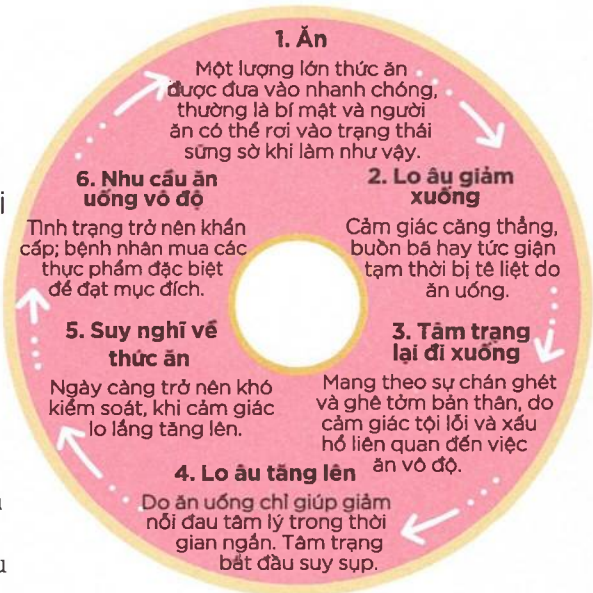 1. Ăn
Một lượng lớn thức ăn
được đưa vào nhanh chóng,
thường là bí mật và người
ăn có thể rơi vào trạng thái
sững sờ khi làm như vậy.
2. Lo âu giảm
xuống
Cảm giác căng thẳng,
buồn bã hay tức giận
tạm thời bị tê liệt do
ăn uống.
3. Tâm trạng
lại đi xuống
Mang theo sự chán ghét
và ghê tởm bản thân, do
cảm giác tội lỗi và xấu
hổ liên quan đến việc
ăn vô độ.
4. Lo âu tăng lên
Do ăn uống chỉ giúp giảm
nỗi đau tâm lý trong thời
gian ngắn. Tâm trạng
bắt đầu suy sụp.
5. Suy nghĩ về
thức ăn
Ngày càng trở nên khó
kiểm soát, khi cảm giác
lo lắng tăng lên.
6. Nhu cầu ăn
uống vô độ
Tình trạng trở nên khẩn
cấp; bệnh nhân mua các
thực phẩm đặc biệt
để đạt mục đích.